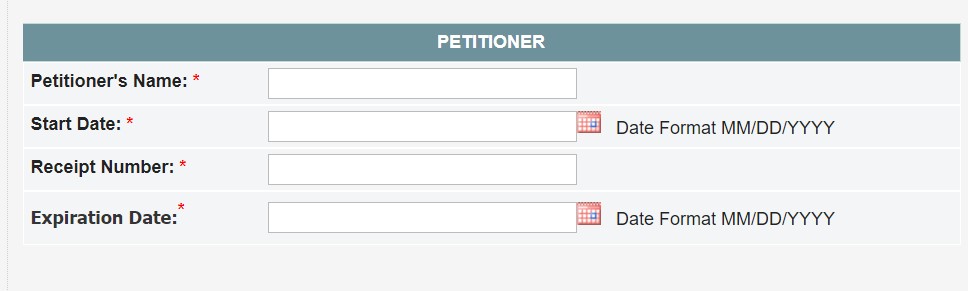 PETITIONER
Petitioner's Name: *
Start Date: * Date Format MM/DD/YYYY
Receipt Number: *
Expiration Date:* Date Format MM/DD/YYYY